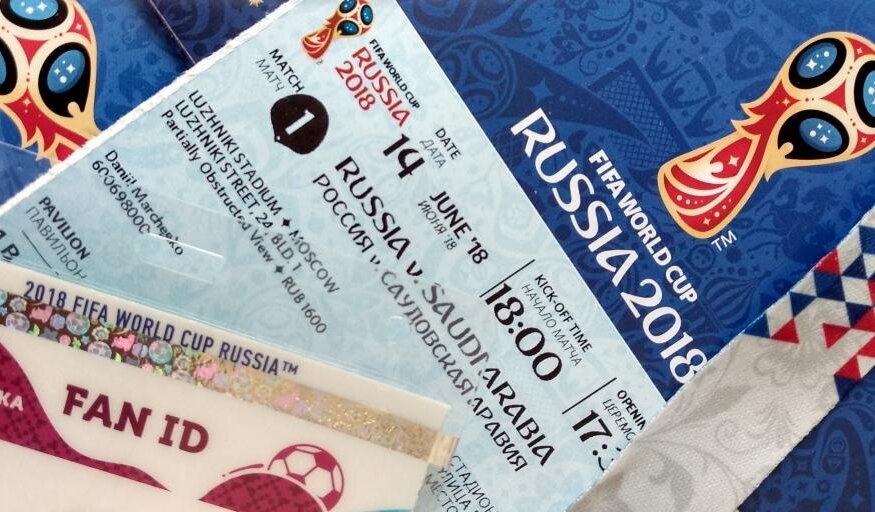 FIFA WORLD CUP
RUSSIA
2018
MATCH
МАТЧ
1
LUZHNIKI STADIUM ✦ MOSCOW
LUZHNIKI STREET, 24, BLD. 1
Partially Obstructed View ✦ RUB 1600
Daniil Marchenko
PAVILION
ПАВИЛЬОН
DATE
ДАТА
14
JUNE '18
ИЮНЯ '18
RUSSIA v. SAUDI ARABIA
РОССИЯ v. САУДОВСКАЯ АРАВИЯ
KICK-OFF TIME
НАЧАЛО МАТЧА
18:00
17:
FIFA WORLD CUP
RUSSIA 2018
TM
2018 FIFA WORLD CUP RUSSIA™
FAN ID